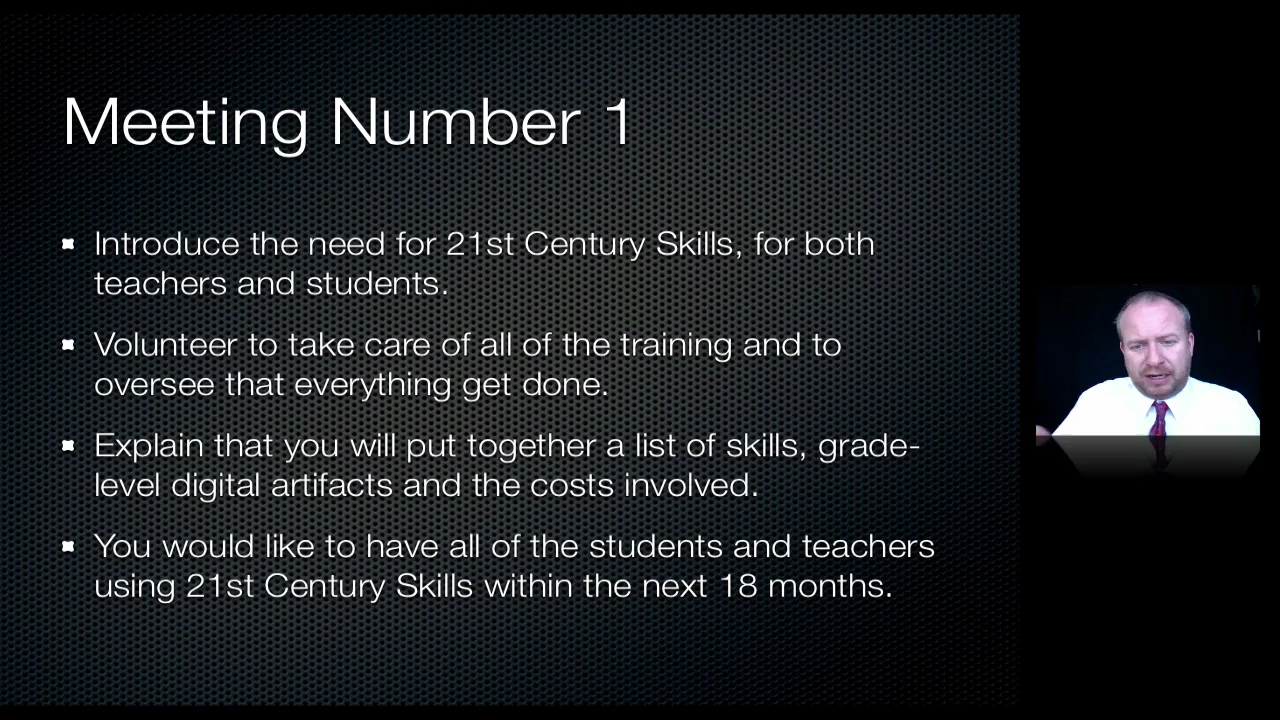 Meeting Number 1
Introduce the need for 21st Century Skills, for both
teachers and students.
Volunteer to take care of all of the training and to
oversee that everything get done.
Explain that you will put together a list of skills, grade-
level digital artifacts and the costs involved.
You would like to have all of the students and teachers
using 21st Century Skills within the next 18 months.